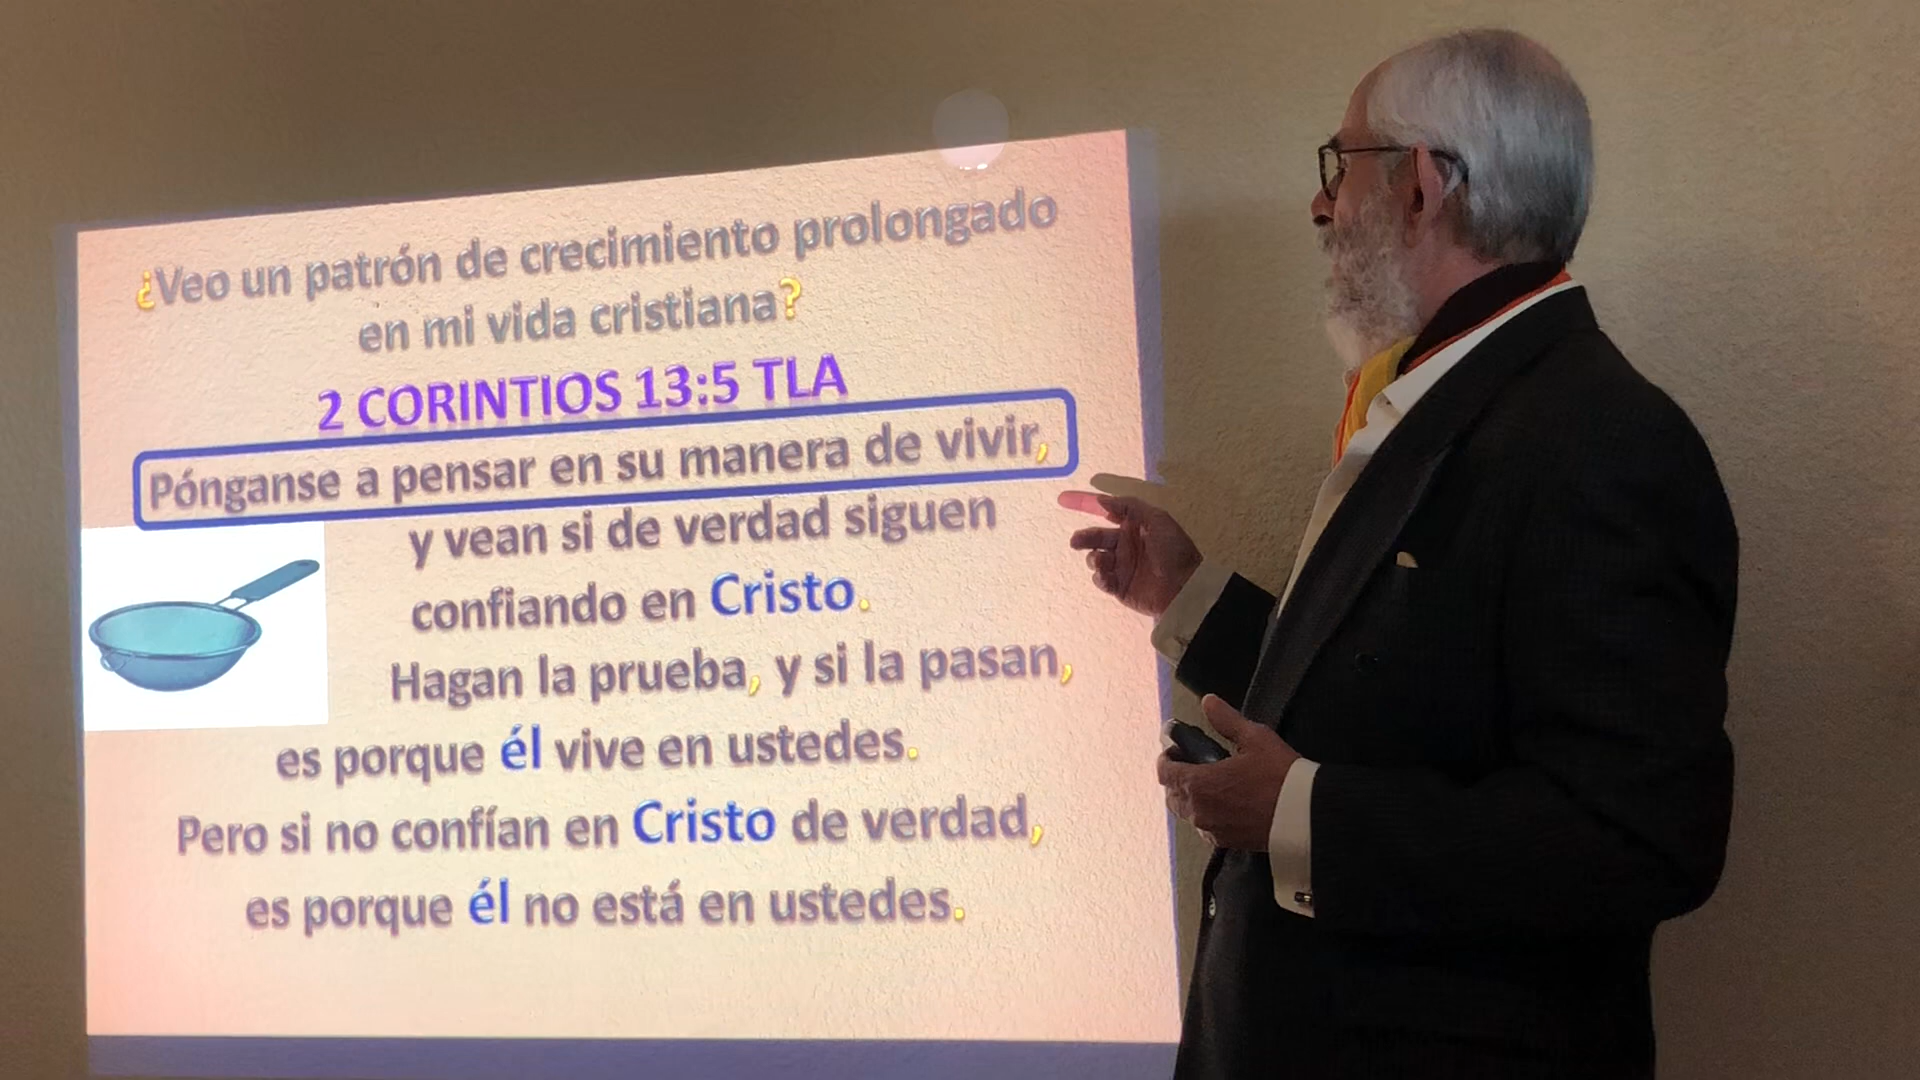 ¿Veo un patrón de crecimiento prolongado
en mi vida cristiana?
2 CORINTIOS 13:5 TLA
Pónganse a pensar en su manera de vivir,
y vean si de verdad siguen
confiando en Cristo.
Hagan la prueba, y si la pasan,
es porque él vive en ustedes.
Pero si no confían en Cristo de verdad,
es porque él no está en ustedes.